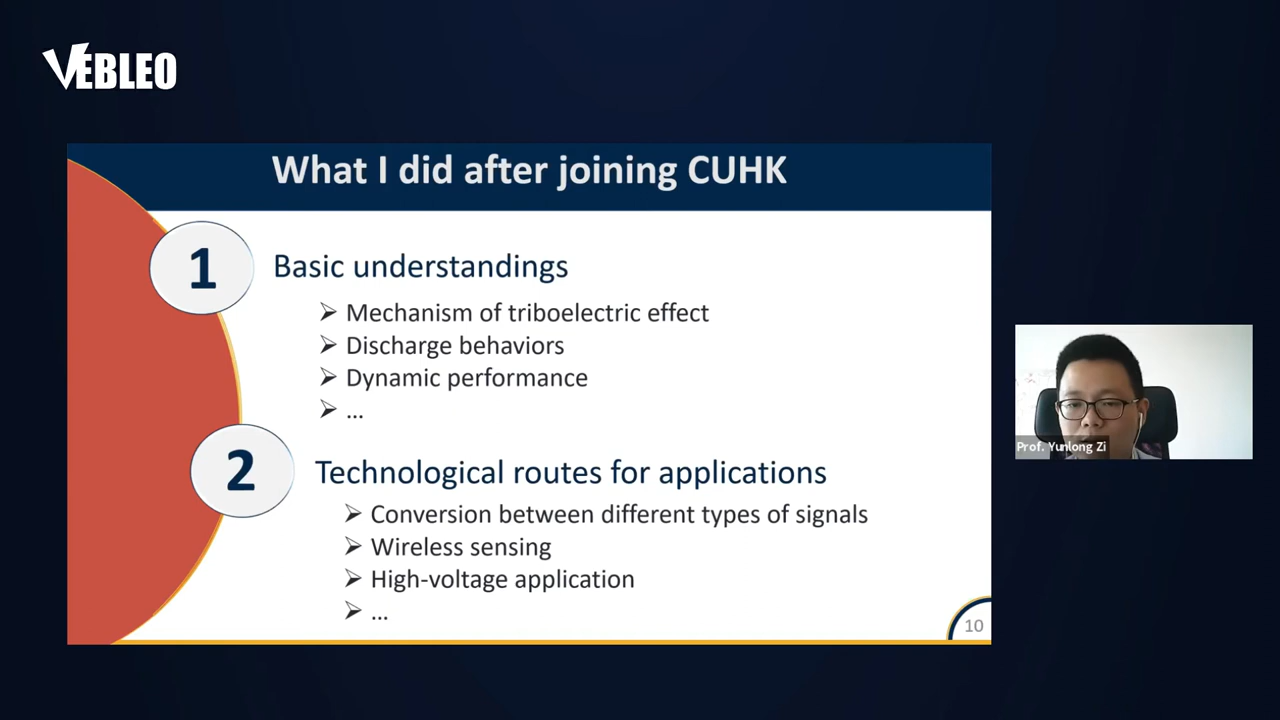 VEBLEO
What I did after joining CUHK
1
Basic understandings
Mechanism of triboelectric effect
Discharge behaviors
Dynamic performance
...
2
Technological routes for applications
Conversion between different types of signals
Wireless sensing
High-voltage application
...
10
Prof. Yunlong Zi